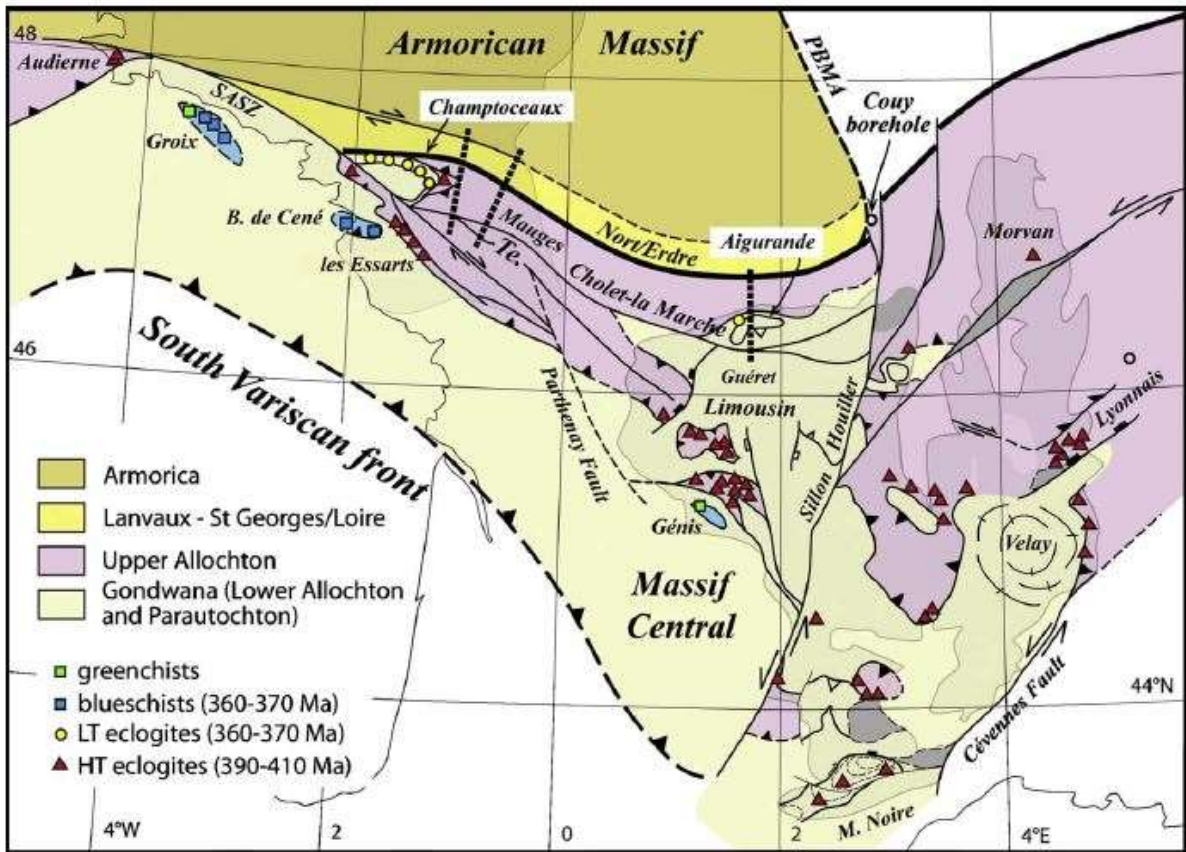 48
Audierne
Armorican Massif
PBMA
SASZ
Champtoceaux
Couy
borehole
Groix
B. de Cené
Mauges
Nort/Erdre
Aigurande
Morvan
les Essarts
Te.
Cholet-la Marche
46
South Variscan front
Parthenay Fault
Guéret
Limousin
Sillon Houiller
Lyonnais
Armorica
Lanvaux - St Georges/Loire
Upper Allochton
Gondwana (Lower Allochton
and Parautochton)
Génis
Velay
Massif
Central
greenchists
blueschists (360-370 Ma)
LT eclogites (360-370 Ma)
HT eclogites (390-410 Ma)
44°N
Cévennes Fault
M. Noire
4°W
2
0
2
4°E